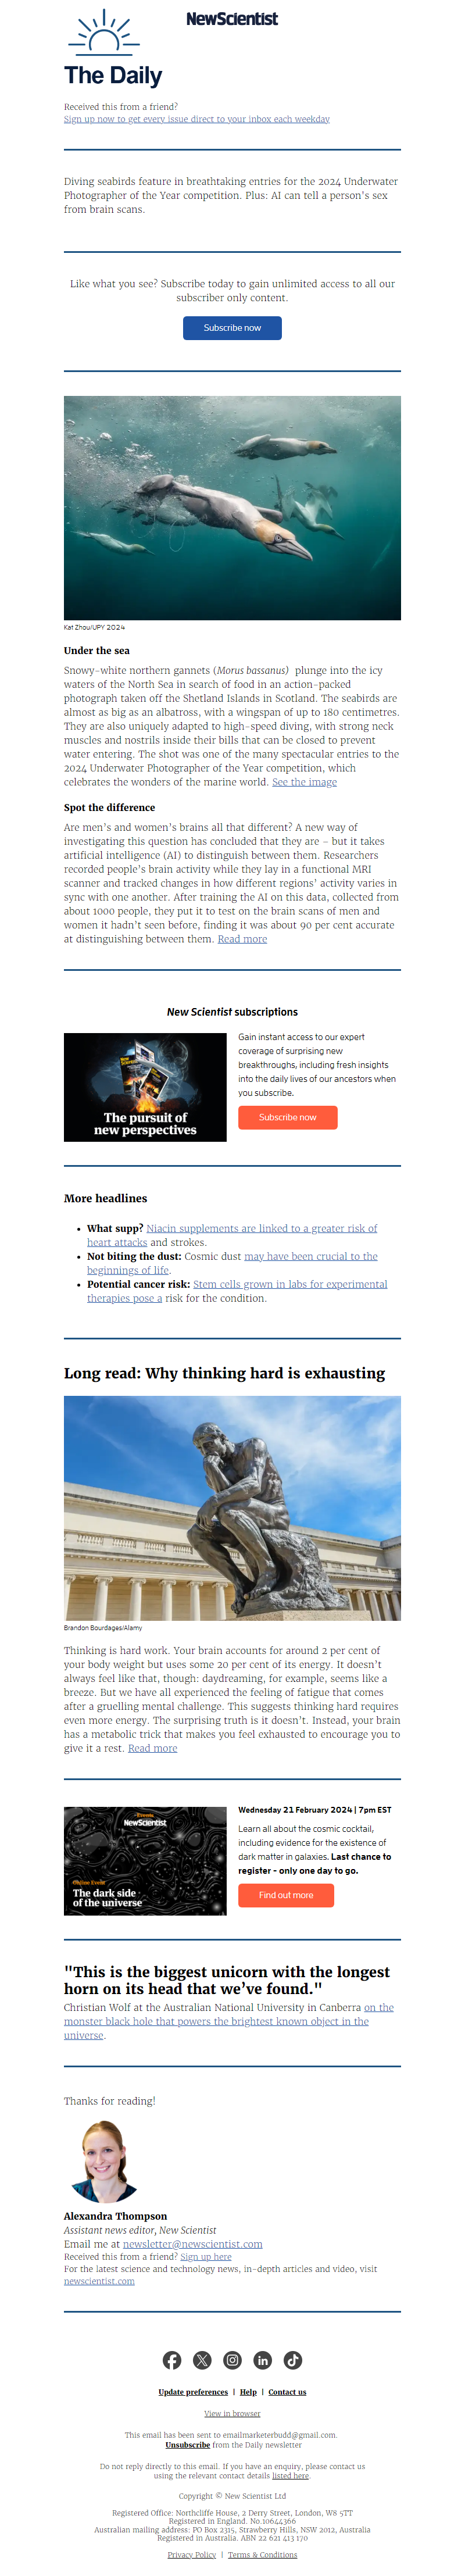 NewScientist
The Daily
Received this from a friend?
Sign up now to get every issue direct to your inbox each weekday
Diving seabirds feature in breathtaking entries for the 2024 Underwater
Photographer of the Year competition. Plus: AI can tell a person's sex
from brain scans.
Like what you see? Subscribe today to gain unlimited access to all our
subscriber only content.
Subscribe now
Kat Zhou/UPY 2024
Under the sea
Snowy-white northern gannets (Morus bassanus) plunge into the icy
waters of the North Sea in search of food in an action-packed
photograph taken off the Shetland Islands in Scotland. The seabirds are
almost as big as an albatross, with a wingspan of up to 180 centimetres.
They are also uniquely adapted to high-speed diving, with strong neck
muscles and nostrils inside their bills that can be closed to prevent
water entering. The shot was one of the many spectacular entries to the
2024 Underwater Photographer of the Year competition, which
celebrates the wonders of the marine world. See the image
Spot the difference
Are men's and women's brains all that different? A new way of
investigating this question has concluded that they are – but it takes
artificial intelligence (AI) to distinguish between them. Researchers
recorded people's brain activity while they lay in a functional MRI
scanner and tracked changes in how different regions' activity varies in
sync with one another. After training the AI on this data, collected from
about 1000 people, they put it to test on the brain scans of men and
women it hadn't seen before, finding it was about 90 per cent accurate
at distinguishing between them. Read more
New Scientist subscriptions
The pursuit of
new perspectives
Gain instant access to our expert
coverage of surprising new
breakthroughs, including fresh insights
into the daily lives of our ancestors when
you subscribe.
Subscribe now
More headlines
• What supp? Niacin supplements are linked to a greater risk of
heart attacks and strokes.
• Not biting the dust: Cosmic dust may have been crucial to the
beginnings of life.
• Potential cancer risk: Stem cells grown in labs for experimental
therapies pose a risk for the condition.
Long read: Why thinking hard is exhausting
Brandon Bourdages/Alamy
Thinking is hard work. Your brain accounts for around 2 per cent of
your body weight but uses some 20 per cent of its energy. It doesn't
always feel like that, though: daydreaming, for example, seems like a
breeze. But we have all experienced the feeling of fatigue that comes
after a gruelling mental challenge. This suggests thinking hard requires
even more energy. The surprising truth is it doesn't. Instead, your brain
has a metabolic trick that makes you feel exhausted to encourage you to
give it a rest. Read more
Events
NewScientist
Online Event
The dark side
of the universe
Wednesday 21 February 2024 | 7pm EST
Learn all about the cosmic cocktail,
including evidence for the existence of
dark matter in galaxies. Last chance to
register - only one day to go.
Find out more
"This is the biggest unicorn with the longest
horn on its head that we've found."
Christian Wolf at the Australian National University in Canberra on the
monster black hole that powers the brightest known object in the
universe.
Thanks for reading!
Alexandra Thompson
Assistant news editor, New Scientist
Email me at newsletter@newscientist.com
Received this from a friend? Sign up here
For the latest science and technology news, in-depth articles and video, visit
newscientist.com
Update preferences | Help | Contact us
View in browser
This email has been sent to emailmarketerbudd@gmail.com.
Unsubscribe from the Daily newsletter
Do not reply directly to this email. If you have an enquiry, please contact us
using the relevant contact details listed here.
Copyright © New Scientist Ltd
Registered Office: Northcliffe House, 2 Derry Street, London, W8 5TT
Registered in England. No.10644366
Australian mailing address: PO Box 2315, Strawberry Hills, NSW 2012, Australia
Registered in Australia. ABN 22 621 413 170
Privacy Policy | Terms & Conditions